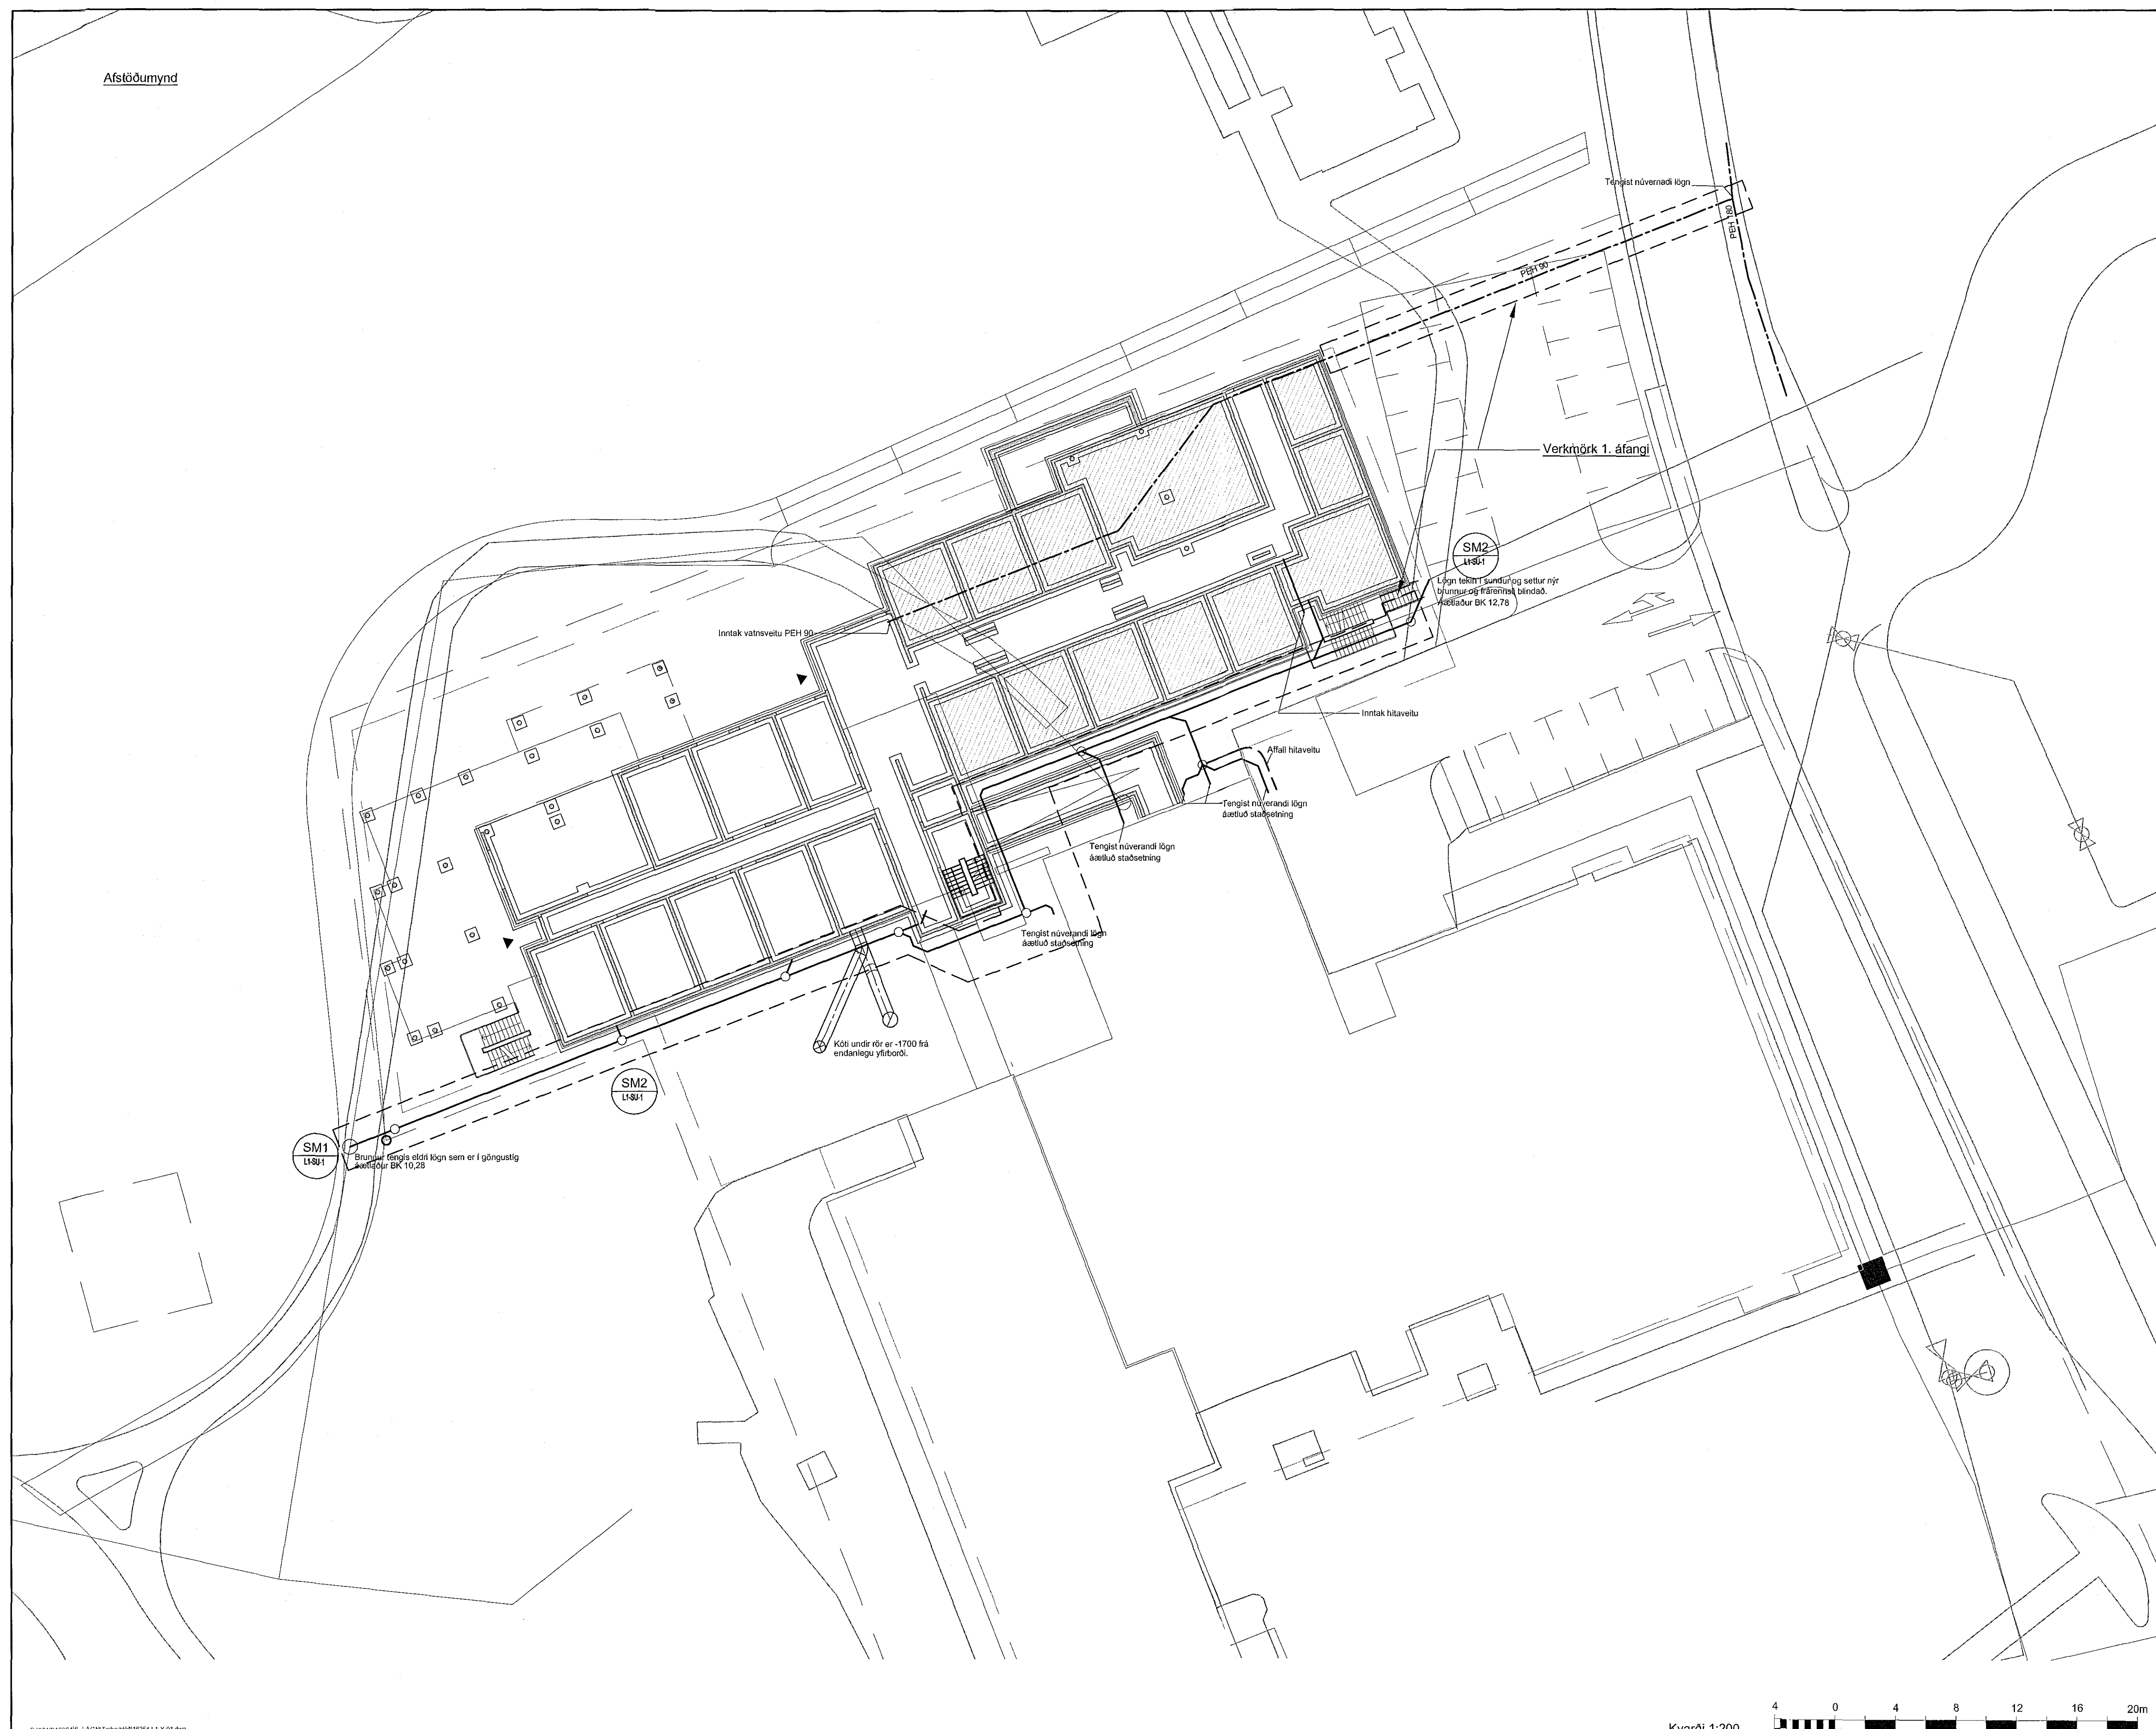 Afstöðumynd
Tengist núvernadi lögn
PEH 180
PEH 90
Verkmörk 1. áfangi
SM2
L1-SU-1
Lögn tekin í sundur og settur nýr
brunnur og frárennsli blindað.
Áætlaður BK 12,78
Inntak vatnsveitu PEH 90
Inntak hitaveitu
Affall hitaveitu
Tengist núverandi lögn
áætluð staðsetning
Tengist núverandi lögn
áætluð staðsetning
Tengist núverandi lögn
áætluð staðsetning
Kóti undir rör er -1700 frá
endanlegu yfirborði.
SM2
L1-SU-1
SM1
L1-SU-1
Brunnur tengis eldri lögn sem er í göngustíg
áætlaður BK 10,28
4 0 4 8 12 16 20m
Kvarði 1:200